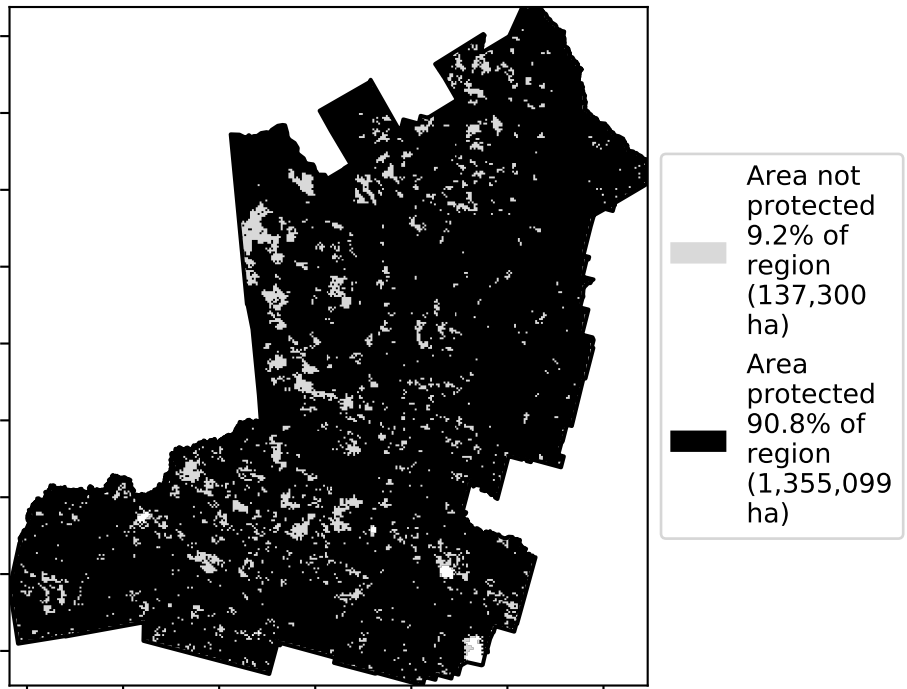 Area not
protected
9.2% of
region
(137,300
ha)
Area
protected
90.8% of
region
(1,355,099
ha)